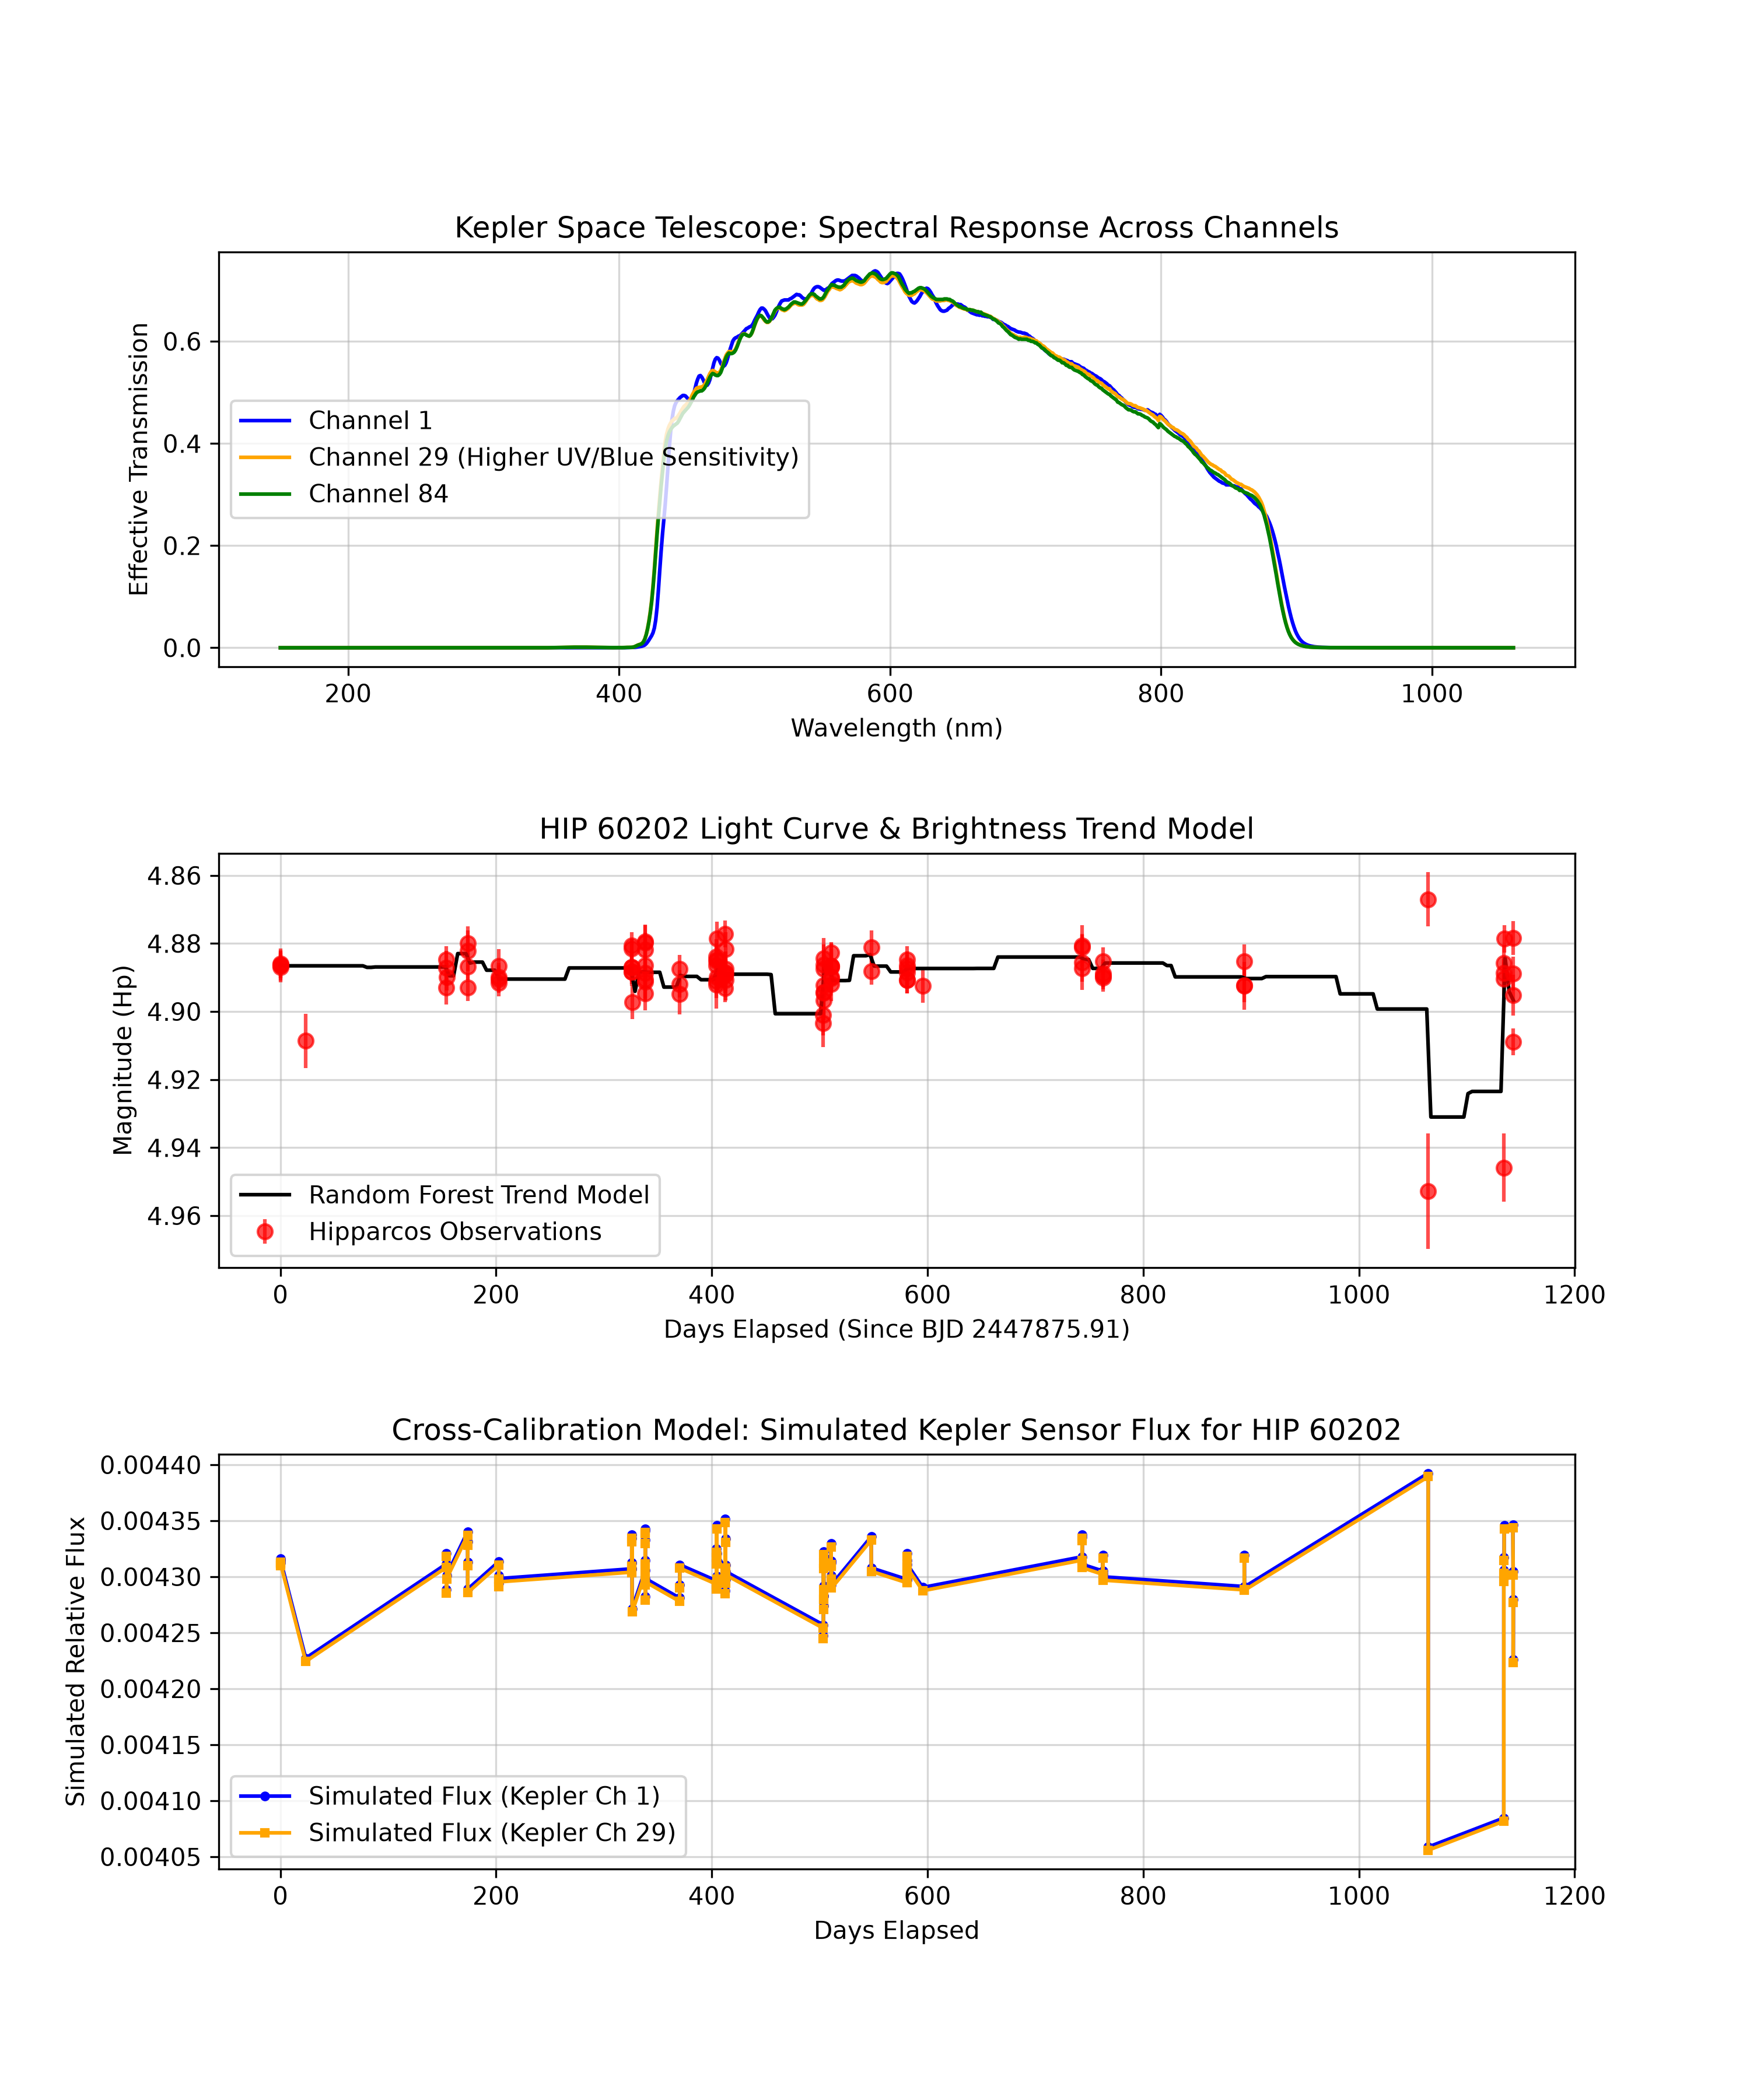 Kepler Space Telescope: Spectral Response Across Channels
Effective Transmission
0.6
0.4
0.2
0.0
Channel 1
Channel 29 (Higher UV/Blue Sensitivity)
Channel 84
200 400 600 800 1000
Wavelength (nm)
HIP 60202 Light Curve & Brightness Trend Model
Magnitude (Hp)
4.86
4.88
4.90
4.92
4.94
4.96
Random Forest Trend Model
Hipparcos Observations
0 200 400 600 800 1000 1200
Days Elapsed (Since BJD 2447875.91)
Cross-Calibration Model: Simulated Kepler Sensor Flux for HIP 60202
Simulated Relative Flux
0.00440
0.00435
0.00430
0.00425
0.00420
0.00415
0.00410
0.00405
Simulated Flux (Kepler Ch 1)
Simulated Flux (Kepler Ch 29)
0 200 400 600 800 1000 1200
Days Elapsed